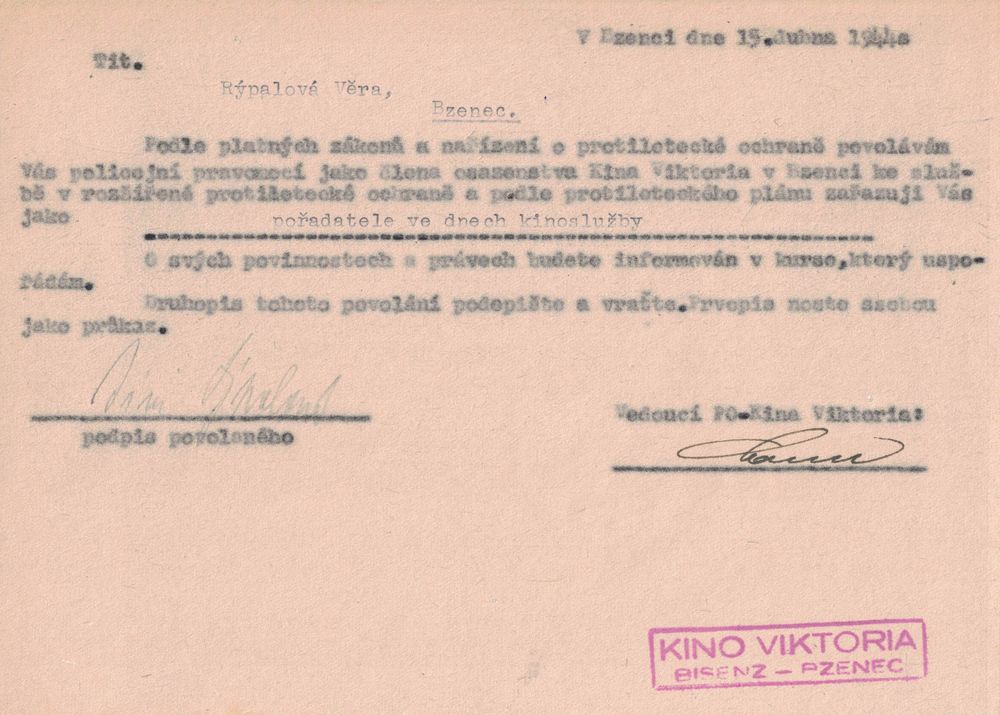 V Bzenci dne 15.dubna 1944s
Tit.
Rýpalová Věra,
Bzenec.
Podle platných zákonů a nařízení o protiletecké ochraně povolávám
Vás policejní pravomocí jako člena osazenstva Kina Viktoria v Bzenci ke služ-
bě v rozšířené protiletecké ochraně a podle protileteckého plánu zařazuji Vás
jako pořadatele ve dnech kinoslužby
O svých povinnostech a právech budete informován v kurse,který uspo-
řádám.
Druhopis tohoto povolání podepište a vraťte.Prvopis noste ssebou
jako průkaz.
podpis povolaného
Vedoucí PO-Kina Viktoria:
KINO VIKTORIA
BISENZ – BZENEC